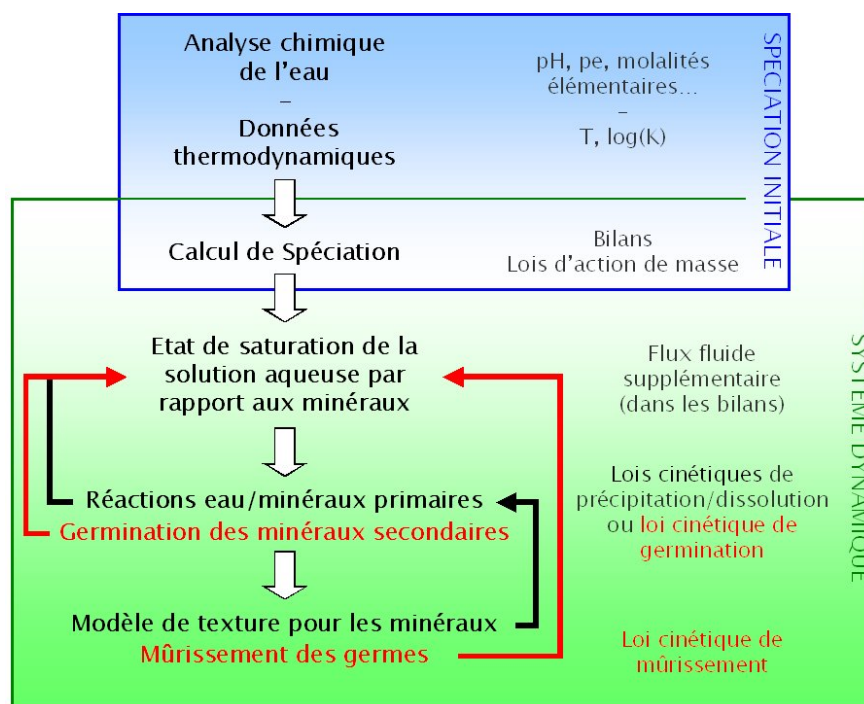 Analyse chimique
de l'eau
–
Données
thermodynamiques
pH, pe, molalités
élémentaires...
–
T, log(K)
SPECIATION INITIALE
Calcul de Spéciation
Bilans
Lois d'action de masse
Etat de saturation de la
solution aqueuse par
rapport aux minéraux
Flux fluide
supplémentaire
(dans les bilans)
SYSTEME DYNAMIQUE
Réactions eau/minéraux primaires
Germination des minéraux secondaires
Lois cinétiques de
précipitation/dissolution
ou loi cinétique de
germination
Modèle de texture pour les minéraux
Mûrissement des germes
Loi cinétique de
mûrissement